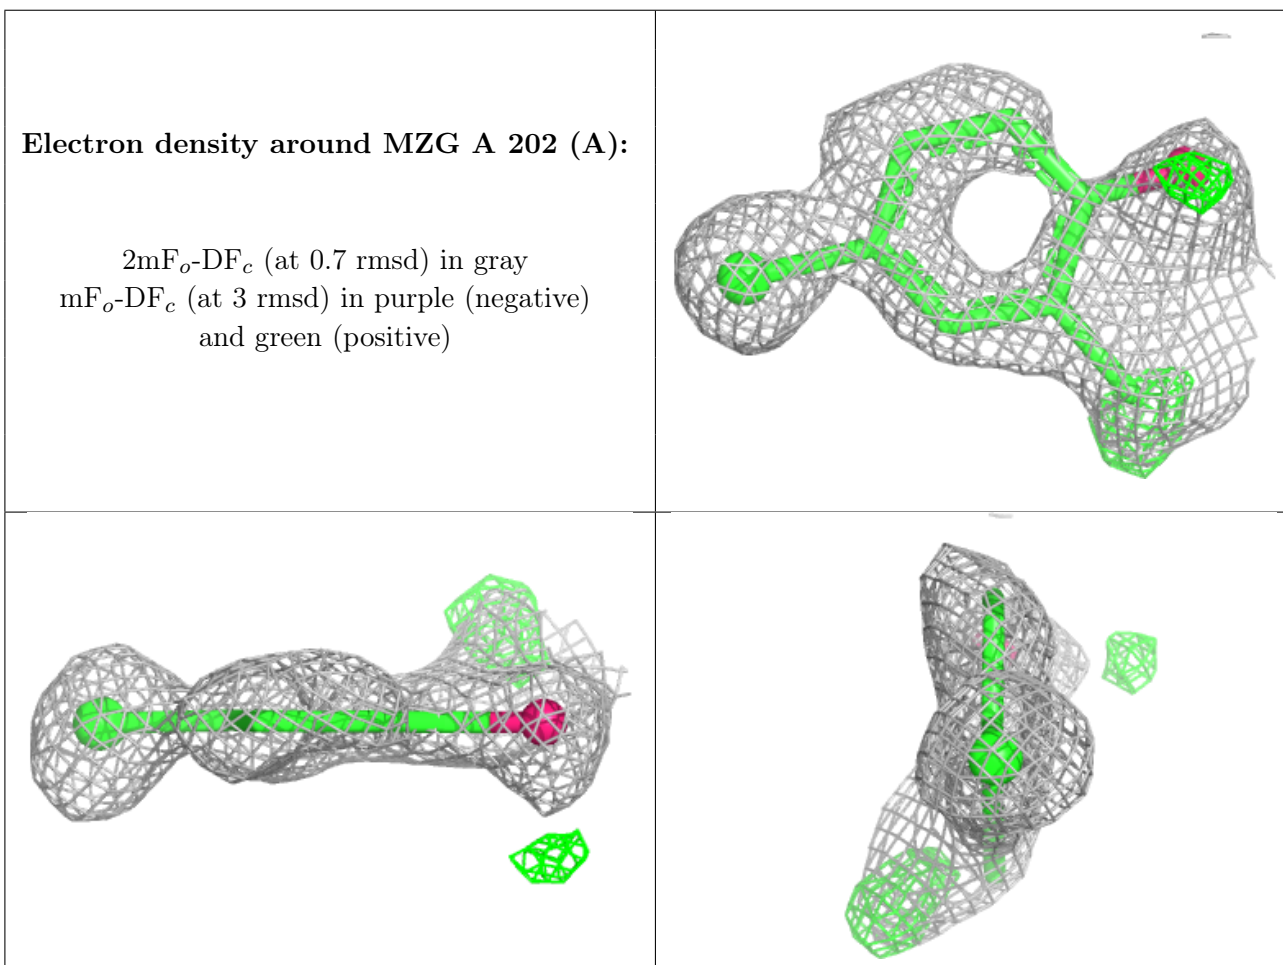 Electron density around MZG A 202 (A):
2mFo-DFc (at 0.7 rmsd) in gray
mFo-DFc (at 3 rmsd) in purple (negative)
and green (positive)